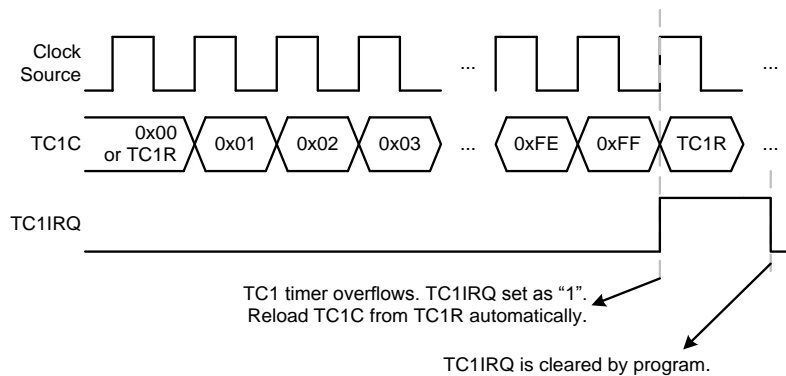 Clock
Source
...
...
TC1C
0x00
or TC1R
0x01
0x02
0x03
...
0xFE
0xFF
TC1R
...
TC1IRQ
TC1 timer overflows. TC1IRQ set as “1”.
Reload TC1C from TC1R automatically.
TC1IRQ is cleared by program.